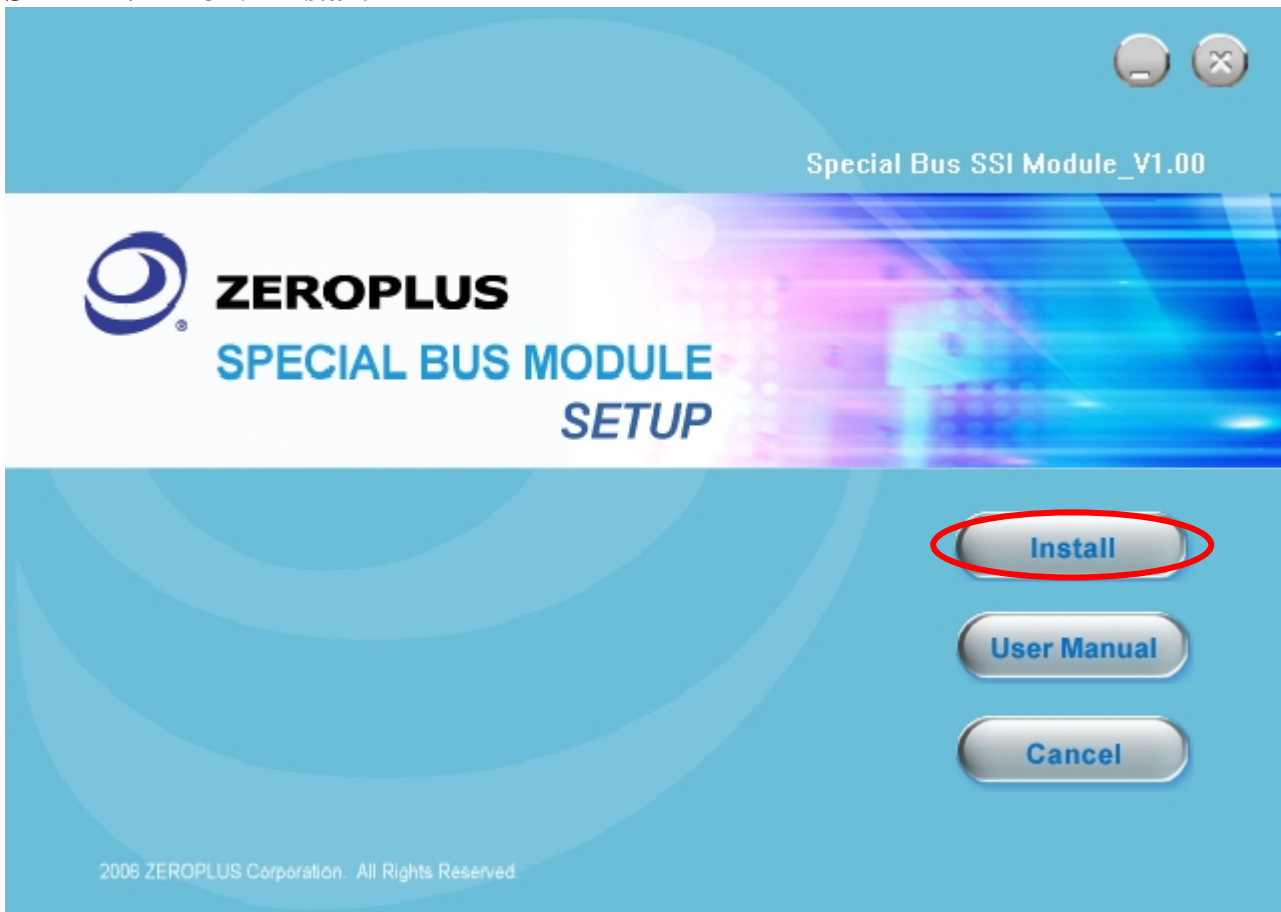 Special Bus SSI Module_V1.00
ZEROPLUS
®
SPECIAL BUS MODULE
SETUP
Install
User Manual
Cancel
2006 ZEROPLUS Corporation. All Rights Reserved.